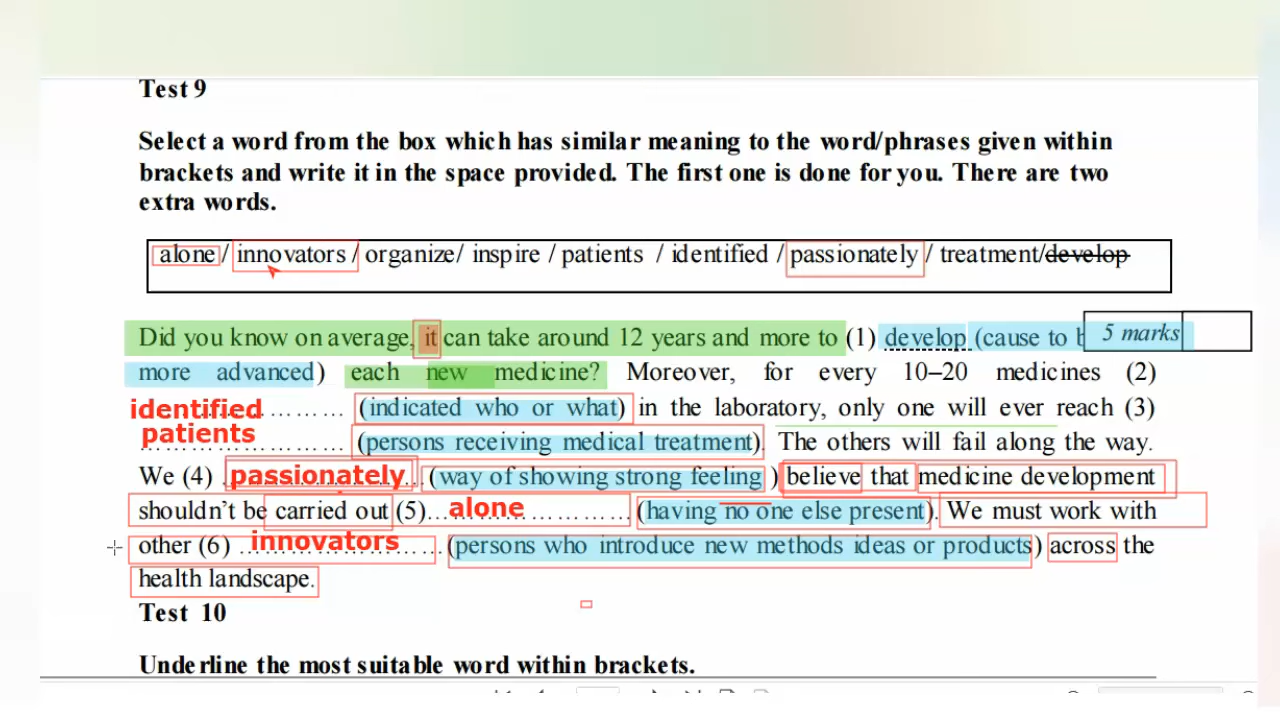 Test 9
Select a word from the box which has similar meaning to the word/phrases given within
brackets and write it in the space provided. The first one is done for you. There are two
extra words.
alone / innovators / organize/ inspire / patients / identified / passionately / treatment/develop
Did you know on average, it can take around 12 years and more to (1) develop (cause to b 5 marks
more advanced) each new medicine? Moreover, for every 10–20 medicines (2)
identified ……… (indicated who or what) in the laboratory, only one will ever reach (3)
patients ……… (persons receiving medical treatment). The others will fail along the way.
We (4) passionately (way of showing strong feeling ) believe that medicine development
shouldn't be carried out (5)…alone………… (having no one else present). We must work with
other (6) …innovators…… (persons who introduce new methods ideas or products) across the
health landscape.
Test 10
Underline the most suitable word within brackets.